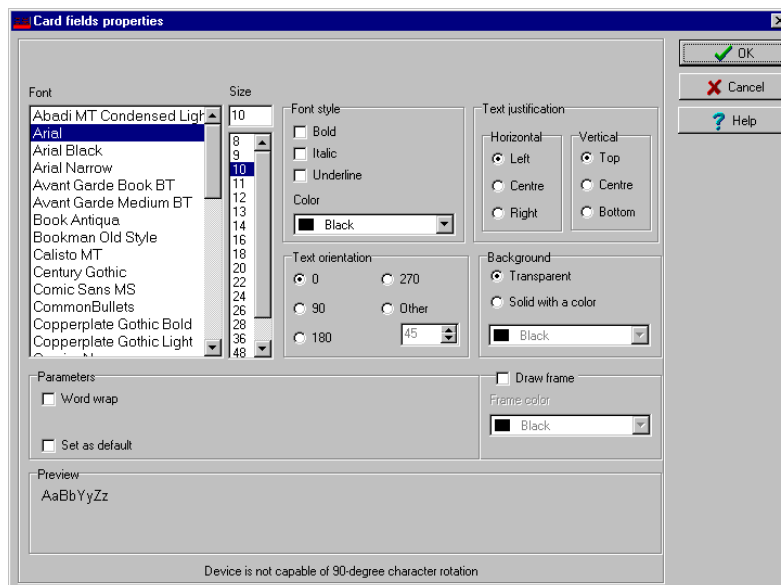 Card fields properties
OK
Cancel
Help
Font
Size
Abadi MT Condensed Ligh
Arial
Arial Black
Arial Narrow
Avant Garde Book BT
Avant Garde Medium BT
Book Antiqua
Bookman Old Style
Calisto MT
Century Gothic
Comic Sans MS
CommonBullets
Copperplate Gothic Bold
Copperplate Gothic Light
10
8
9
10
11
12
13
14
16
18
20
22
24
26
28
36
48
Font style
Bold
Italic
Underline
Color
Black
Text justification
Horizontal
Left
Centre
Right
Vertical
Top
Centre
Bottom
Text orientation
0
90
180
270
Other
45
Background
Transparent
Solid with a color
Black
Parameters
Word wrap
Set as default
Draw frame
Frame color
Black
Preview
AaBbYyZz
Device is not capable of 90-degree character rotation